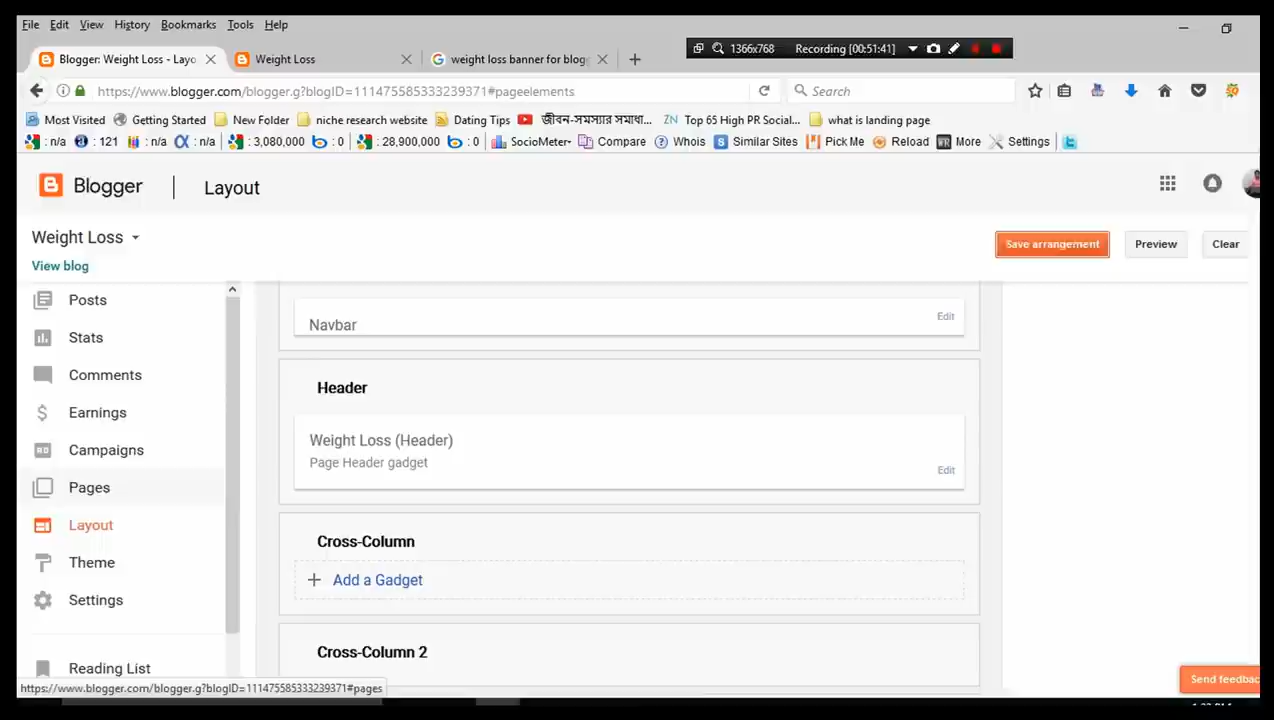 File Edit View History Bookmarks Tools Help
1366x768 Recording [00:51:41]
Blogger: Weight Loss - Layo Weight Loss weight loss banner for blog
https://www.blogger.com/blogger.g?blogID=111475585333239371#pageelements Search
Most Visited Getting Started New Folder niche research website Dating Tips জীবন-সমস্যার সমাধা... ZN Top 65 High PR Social... what is landing page
: n/a : 121 : n/a : n/a : 3,080,000 : 0 : 28,900,000 : 0 SocioMeter Compare Whois Similar Sites Pick Me Reload More Settings
Blogger | Layout
Weight Loss
Save arrangement Preview Clear
View blog
Posts
Navbar Edit
Stats
Comments
Header
Earnings
Weight Loss (Header)
Campaigns
Page Header gadget Edit
Pages
Layout
Cross-Column
Theme
+ Add a Gadget
Settings
Cross-Column 2
Reading List
Send feedbac
https://www.blogger.com/blogger.g?blogID=111475585333239371#pages